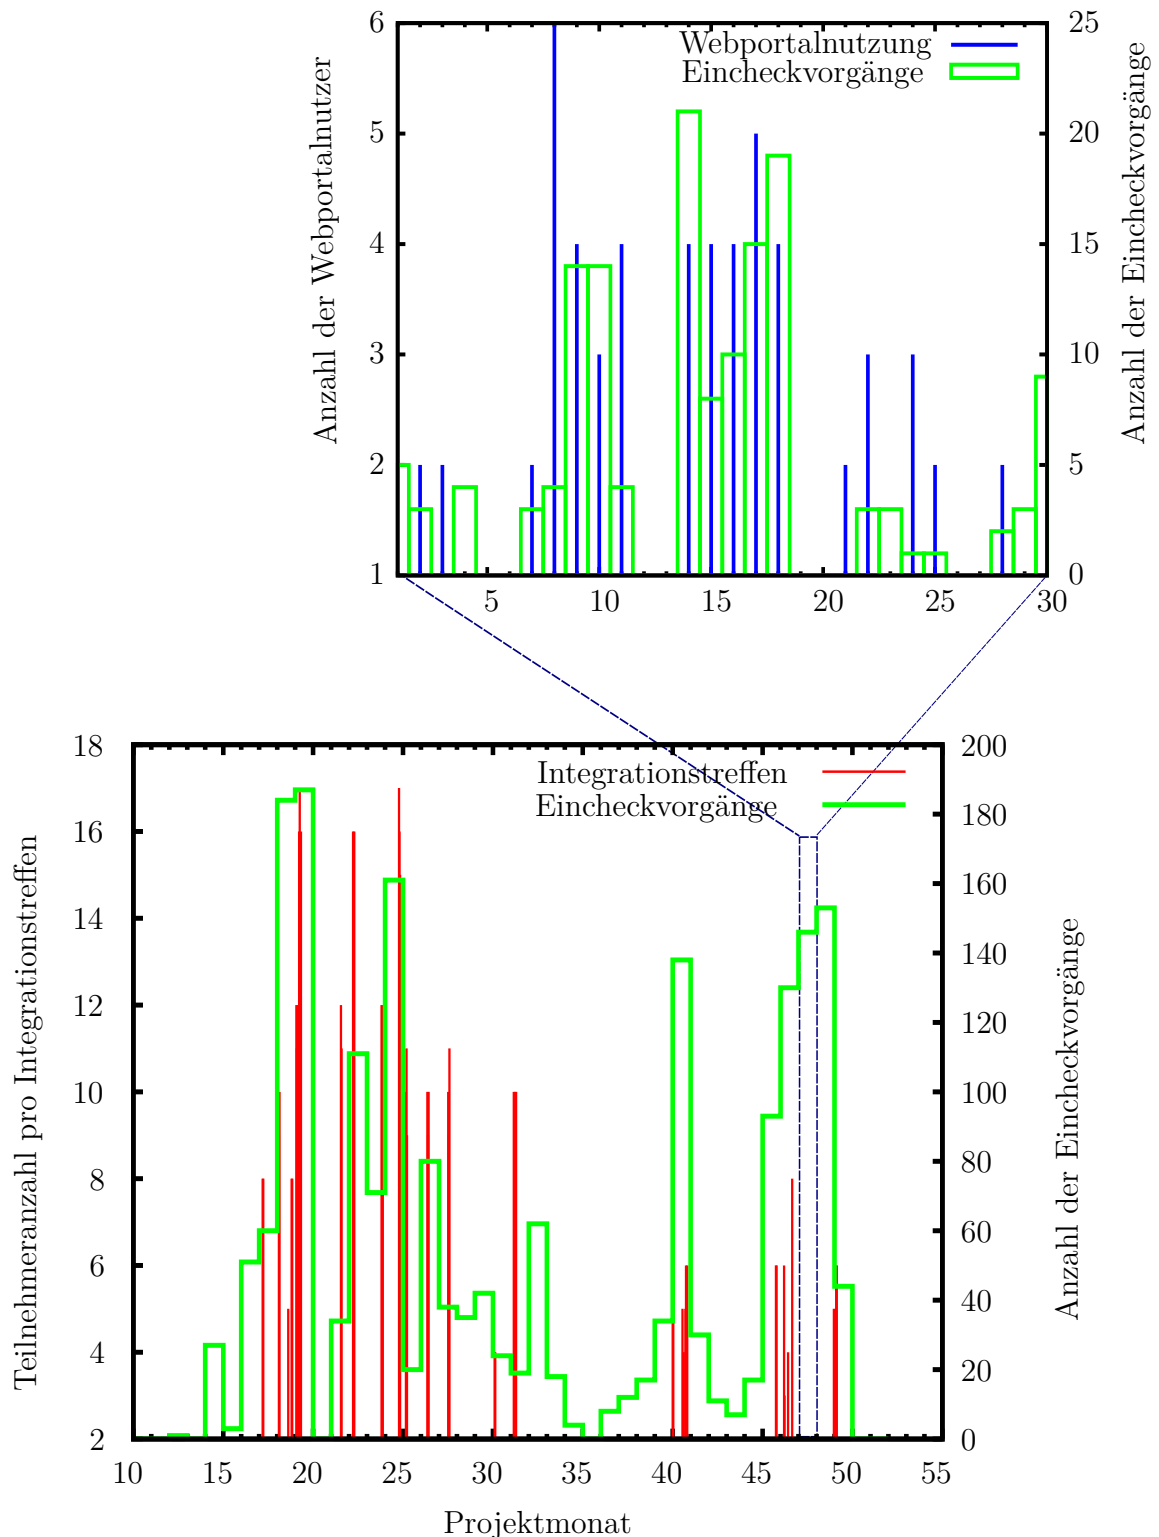 Anzahl der Webportalnutzer
6
5
4
3
2
1
Webportalnutzung
Eincheckvorgänge
25
20
15
10
5
0
Anzahl der Eincheckvorgänge
5 10 15 20 25 30
Teilnehmeranzahl pro Integrationstreffen
18
16
14
12
10
8
6
4
2
Integrationstreffen
Eincheckvorgänge
200
180
160
140
120
100
80
60
40
20
0
Anzahl der Eincheckvorgänge
10 15 20 25 30 35 40 45 50 55
Projektmonat